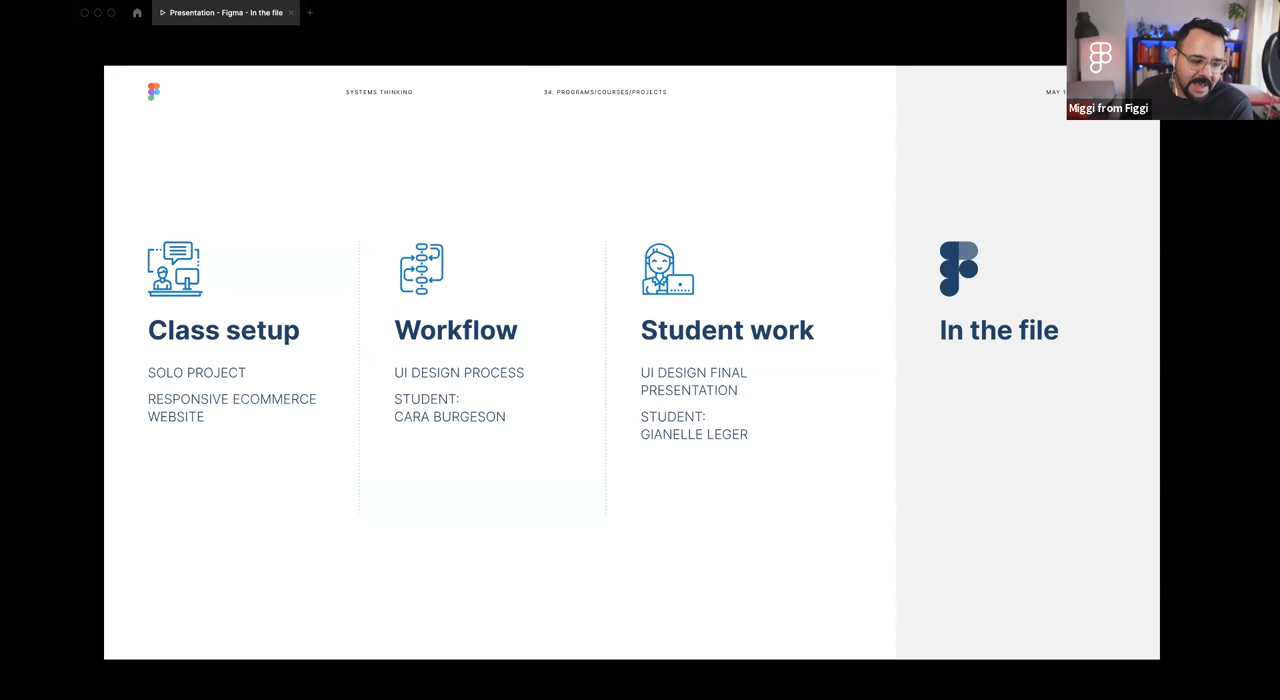 Presentation - Figma - In the file
SYSTEMS THINKING
34. PROGRAMS/COURSES/PROJECTS
MAY
Miggi from Figgi
Class setup
SOLO PROJECT
RESPONSIVE ECOMMERCE
WEBSITE
Workflow
UI DESIGN PROCESS
STUDENT:
CARA BURGESON
Student work
UI DESIGN FINAL
PRESENTATION
STUDENT:
GIANELLE LEGER
In the file